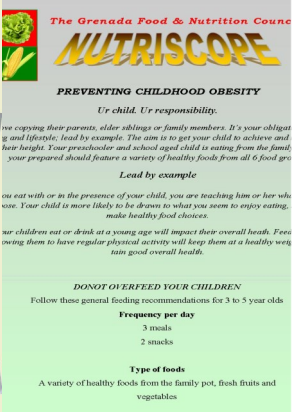 The Grenada Food & Nutrition Counc
NUTRISCOPE
PREVENTING CHILDHOOD OBESITY
Ur child. Ur responsibility.
ove copying their parents, elder siblings or family members. It's your obligat
g and lifestyle; lead by example. The aim is to get your child to achieve and
their height. Your preschooler and school aged child is eating from the family
your prepared should feature a variety of healthy foods from all 6 food gro
Lead by example
ou eat with or in the presence of your child, you are teaching him or her wha
ose. Your child is more likely to be drawn to what you seem to enjoy eating,
make healthy food choices.
our children eat or drink at a young age will impact their overall heath. Feed
owing them to have regular physical activity will keep them at a healthy weig
tain good overall health.
DONOT OVERFEED YOUR CHILDREN
Follow these general feeding recommendations for 3 to 5 year olds
Frequency per day
3 meals
2 snacks
Type of foods
A variety of healthy foods from the family pot, fresh fruits and
vegetables